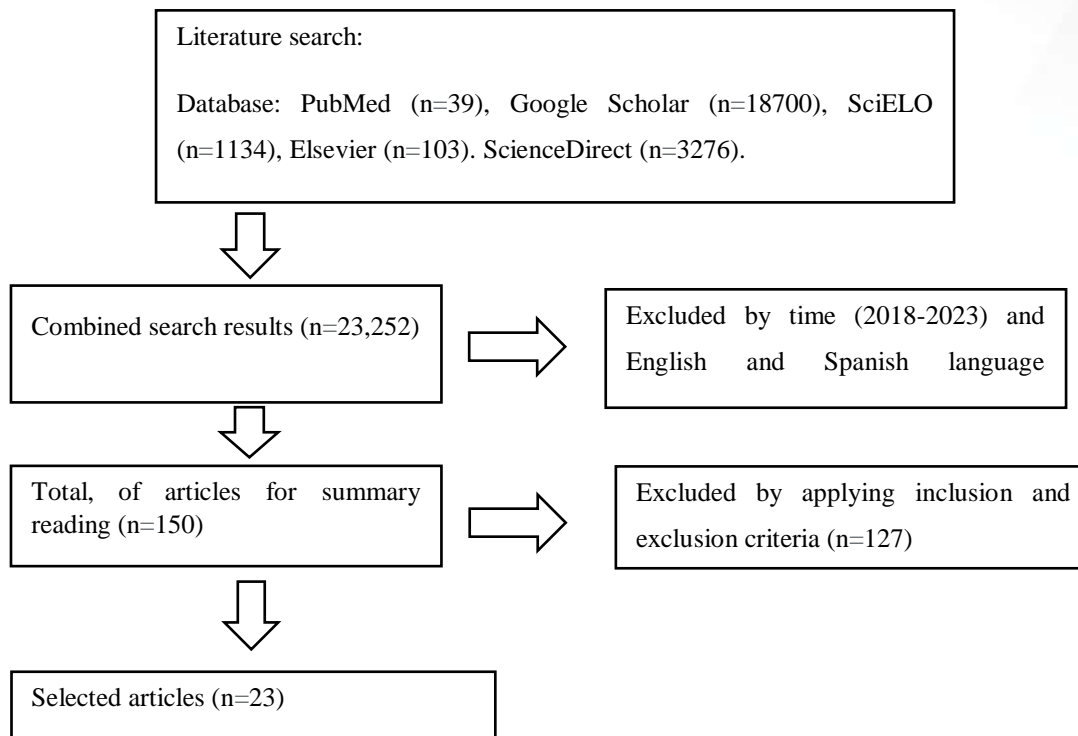 Literature search:
Database: PubMed (n=39), Google Scholar (n=18700), SciELO
(n=1134), Elsevier (n=103). ScienceDirect (n=3276).
Combined search results (n=23,252)
Excluded by time (2018-2023) and
English and Spanish language
Total, of articles for summary
reading (n=150)
Excluded by applying inclusion and
exclusion criteria (n=127)
Selected articles (n=23)